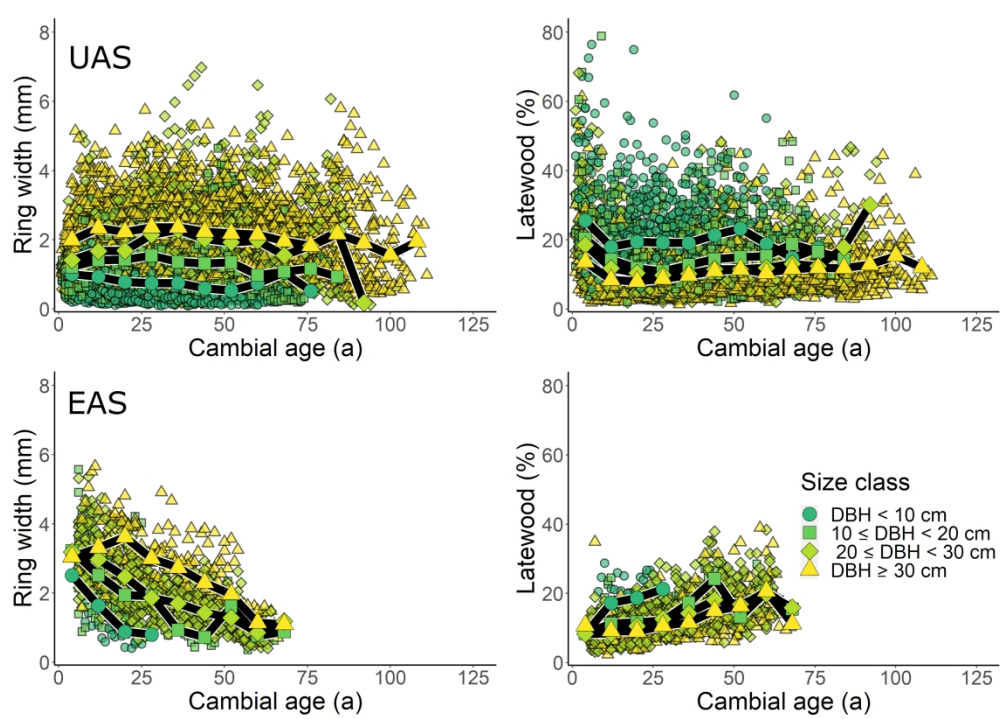 UAS
Ring width (mm)
8
6
4
2
0
0 25 50 75 100 125
Cambial age (a)
Latewood (%)
80
60
40
20
0
0 25 50 75 100 125
Cambial age (a)
EAS
Ring width (mm)
8
6
4
2
0
0 25 50 75 100 125
Cambial age (a)
Latewood (%)
80
60
40
20
0
0 25 50 75 100 125
Cambial age (a)
Size class
DBH < 10 cm
10 ≤ DBH < 20 cm
20 ≤ DBH < 30 cm
DBH ≥ 30 cm